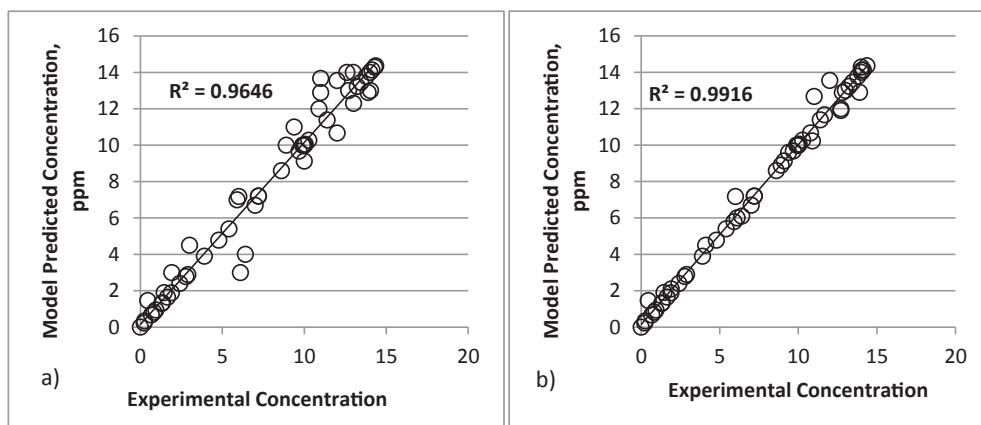 Model Predicted Concentration,
ppm
16
14
12
10
8
6
4
2
0
R² = 0.9646
0 5 10 15 20
a)
Experimental Concentration
Model Predicted Concentration,
ppm
16
14
12
10
8
6
4
2
0
R² = 0.9916
0 5 10 15 20
b)
Experimental Concentration